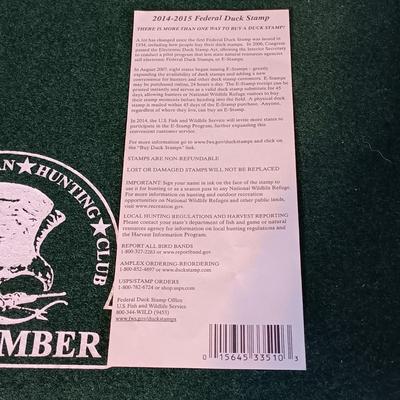 2014-2015 Federal Duck Stamp
THERE IS MORE THAN ONE WAY TO BUY A DUCK STAMP!
A lot has changed since the first Federal Duck Stamp was issued in
1934, including how people buy their duck stamps. In 2006, Congress
passed the Electronic Duck Stamp Act, allowing the Interior Secretary
to conduct a pilot program that lets state natural resources agencies
sell electronic Federal Duck Stamps, or E-Stamps.
In August 2007, eight states began issuing E-Stamps - greatly
expanding the availability of duck stamps and adding a new
convenience for hunters and other duck stamp customers. E-Stamps
may be purchased online, 24 hours a day. The E-Stamp receipt can be
printed instantly and serves as a valid duck stamp substitute for 45
days, allowing hunters or National Wildlife Refuge visitors to buy
their stamp moments before heading into the field. A physical duck
stamp is mailed within 45 days of the E-Stamp purchase. Anyone,
regardless of where they live, can buy an E-Stamp.
In 2014, the U.S. Fish and Wildlife Service will invite more states to
participate in the E-Stamp Program, further expanding this
convenient customer service.
For more information go to www.fws.gov/duckstamps and click on
the "Buy Duck Stamps" link.
STAMPS ARE NON-REFUNDABLE
LOST OR DAMAGED STAMPS WILL NOT BE REPLACED
IMPORTANT: Sign your name in ink on the face of the stamp to
use it for hunting or as a season pass to any National Wildlife Refuge.
For more information on hunting and outdoor recreation
opportunities on National Wildlife Refuges and other public lands,
visit www.recreation.gov.
LOCAL HUNTING REGULATIONS AND HARVEST REPORTING
Please contact your state's department of fish and game or natural
resources agency for information on local hunting regulations and
the Harvest Information Program.
REPORT ALL BIRD BANDS
1-800-327-2263 or www.reportband.gov
AMPLEX ORDERING-REORDERING
1-800-852-4897 or www.duckstamp.com
USPS/STAMP ORDERS
1-800-782-6724 or shop.usps.com
Federal Duck Stamp Office
U.S. Fish and Wildlife Service
800-344-WILD (9453)
www.fws.gov/duckstamps
0 15645 33510 3
AN★HUNTING★CLUB
MBER